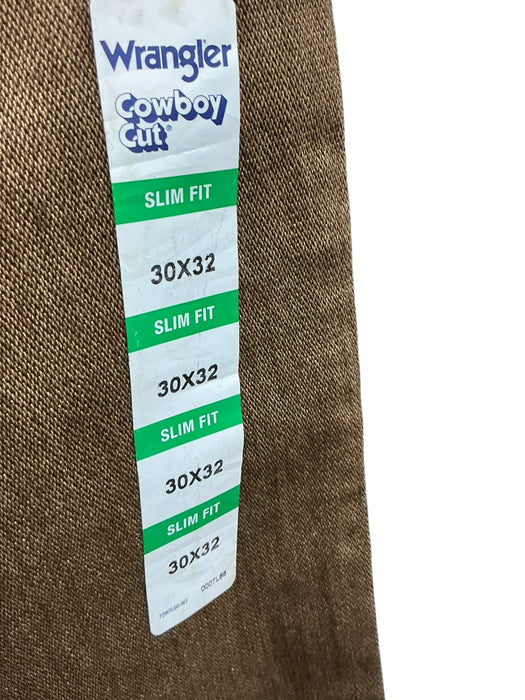 Wrangler
Cowboy
Cut®
SLIM FIT
30X32
SLIM FIT
30X32
SLIM FIT
30X32
SLIM FIT
30X32